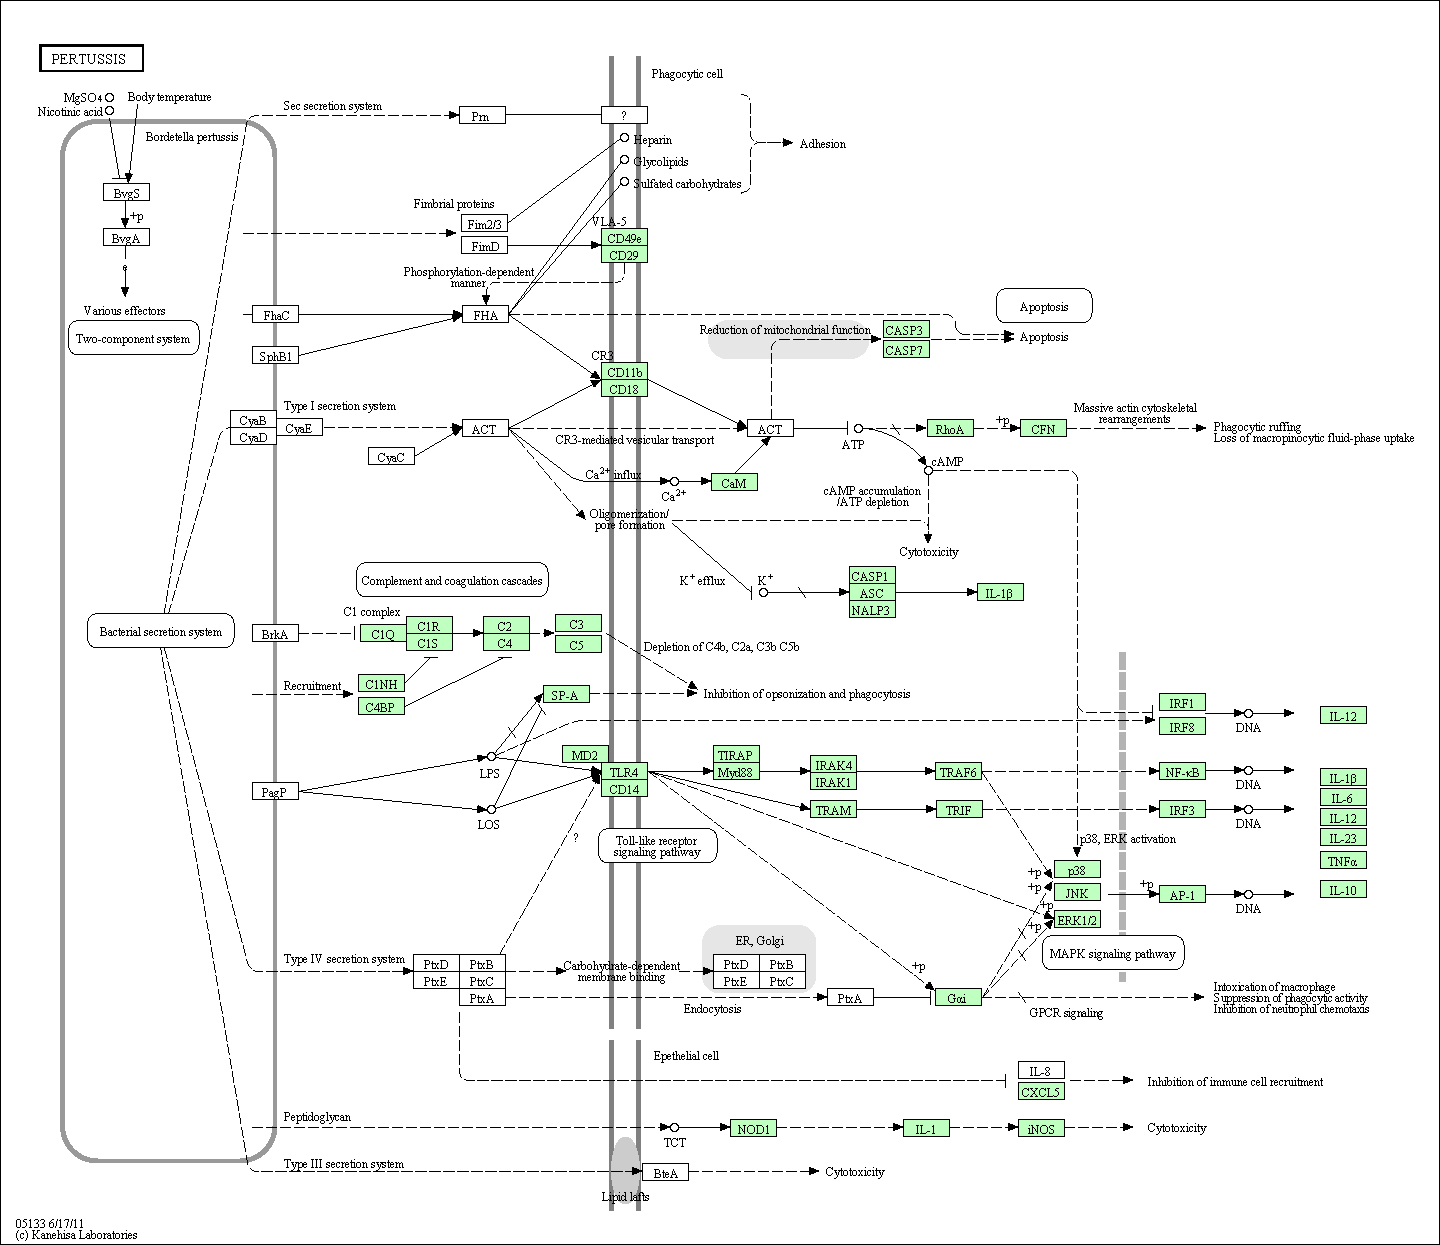 PERTUSSIS
Phagocytic cell
MgSO4
Body temperature
Nicotinic acid
Sec secretion system
Prn
?
Bordetella pertussis
Heparin
Adhesion
Glycolipids
Sulfated carbohydrates
BvgS
+p
BvgA
e
Various effectors
Two-component system
Fimbrial proteins
Fim2/3
FimD
VLA-5
CD49e
CD29
Phosphorylation-dependent
manner
FhaC
FHA
SphB1
Apoptosis
Reduction of mitochondrial function
CASP3
CASP7
Apoptosis
CR3
CD11b
CD18
Type I secretion system
CyaB
CyaD
CyaE
CyaC
ACT
CR3-mediated vesicular transport
ACT
ATP
RhoA
+p
CFN
Massive actin cytoskeletal
rearrangements
Phagocytic ruffing
Loss of macropinocytic fluid-phase uptake
Ca2+ influx
Ca2+
CaM
cAMP
cAMP accumulation
/ATP depletion
Oligomerization/
pore formation
Cytotoxicity
K+ efflux
K+
CASP1
ASC
NALP3
IL-1β
Complement and coagulation cascades
C1 complex
Bacterial secretion system
BrkA
C1Q
C1R
C1S
C2
C4
C3
C5
Depletion of C4b, C2a, C3b C5b
Recruitment
C1NH
C4BP
SP-A
Inhibition of opsonization and phagocytosis
IRF1
IRF8
DNA
IL-12
LPS
MD2
TLR4
CD14
TIRAP
Myd88
IRAK4
IRAK1
TRAF6
NF-κB
DNA
IL-1β
IL-6
IL-12
IL-23
TNFα
IL-10
PagP
LOS
TRAM
TRIF
IRF3
DNA
?
Toll-like receptor
signaling pathway
p38, ERK activation
+p
p38
+p
JNK
+p
AP-1
DNA
+p
ERK1/2
+p
MAPK signaling pathway
Type IV secretion system
PtxD
PtxB
PtxE
PtxC
PtxA
Carbohydrate-dependent
membrane binding
ER, Golgi
PtxD
PtxB
PtxE
PtxC
Endocytosis
PtxA
+p
Gαi
GPCR signaling
Intoxication of macrophage
Suppression of phagocytic activity
Inhibition of neutrophil chemotaxis
Epethelial cell
IL-8
CXCL5
Inhibition of immune cell recruitment
Peptidoglycan
TCT
NOD1
IL-1
iNOS
Cytotoxicity
Type III secretion system
BteA
Cytotoxicity
Lipid lafts
05133 6/17/11
(c) Kanehisa Laboratories